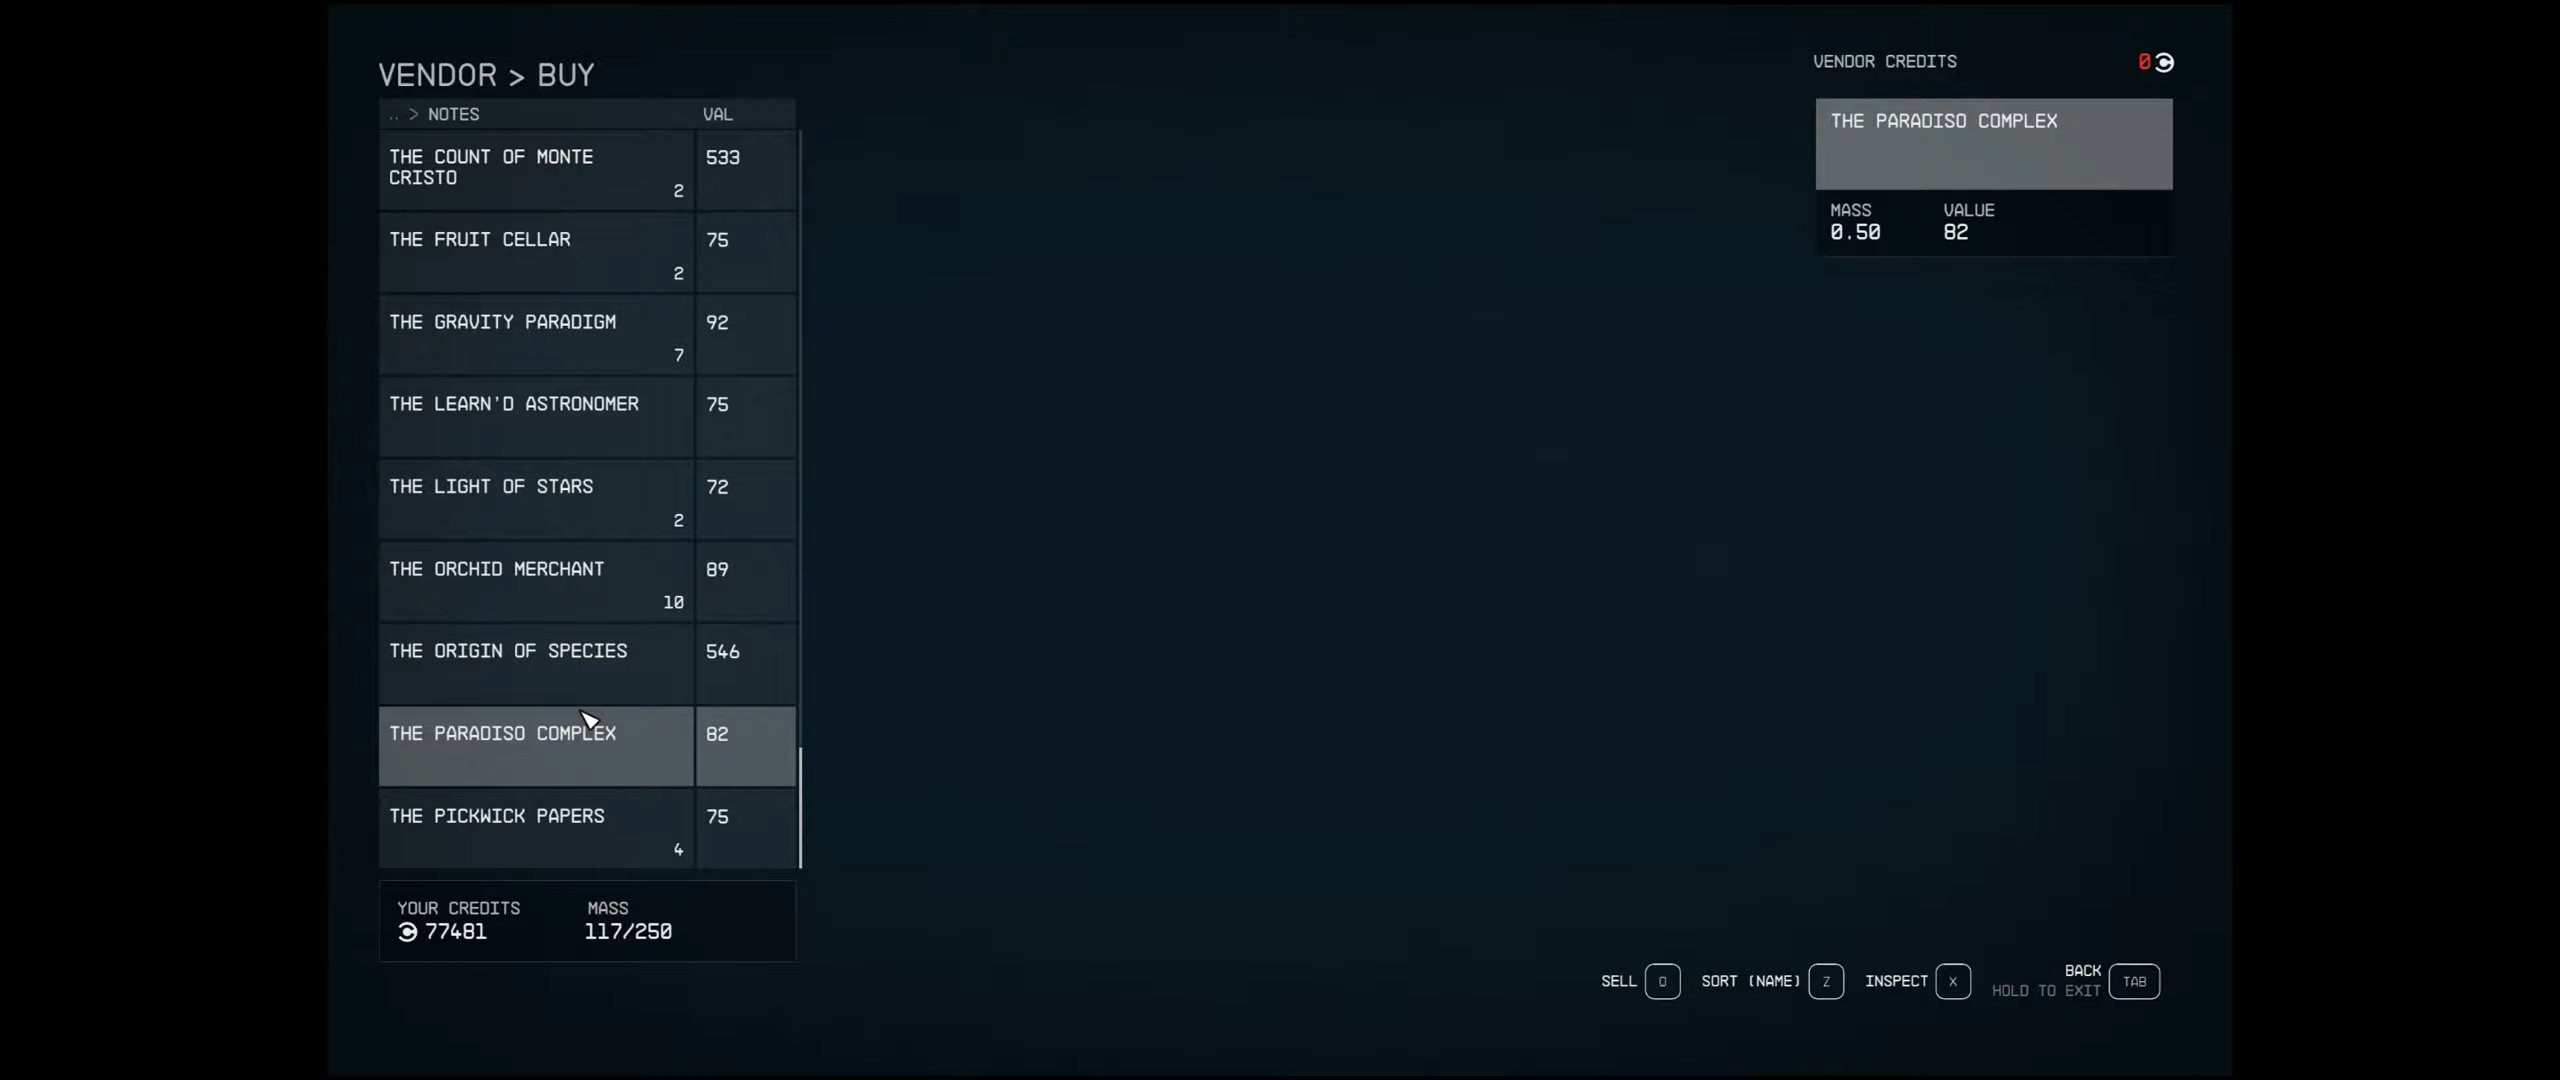 VENDOR > BUY
.. > NOTES VAL
THE COUNT OF MONTE
CRISTO
2
533
THE FRUIT CELLAR
2
75
THE GRAVITY PARADIGM
7
92
THE LEARN'D ASTRONOMER
75
THE LIGHT OF STARS
2
72
THE ORCHID MERCHANT
10
89
THE ORIGIN OF SPECIES
546
THE PARADISO COMPLEX
82
THE PICKWICK PAPERS
4
75
YOUR CREDITS MASS
77481 117/250
VENDOR CREDITS 0
THE PARADISO COMPLEX
MASS VALUE
0.50 82
SELL Q SORT (NAME) Z INSPECT X BACK TAB
HOLD TO EXIT